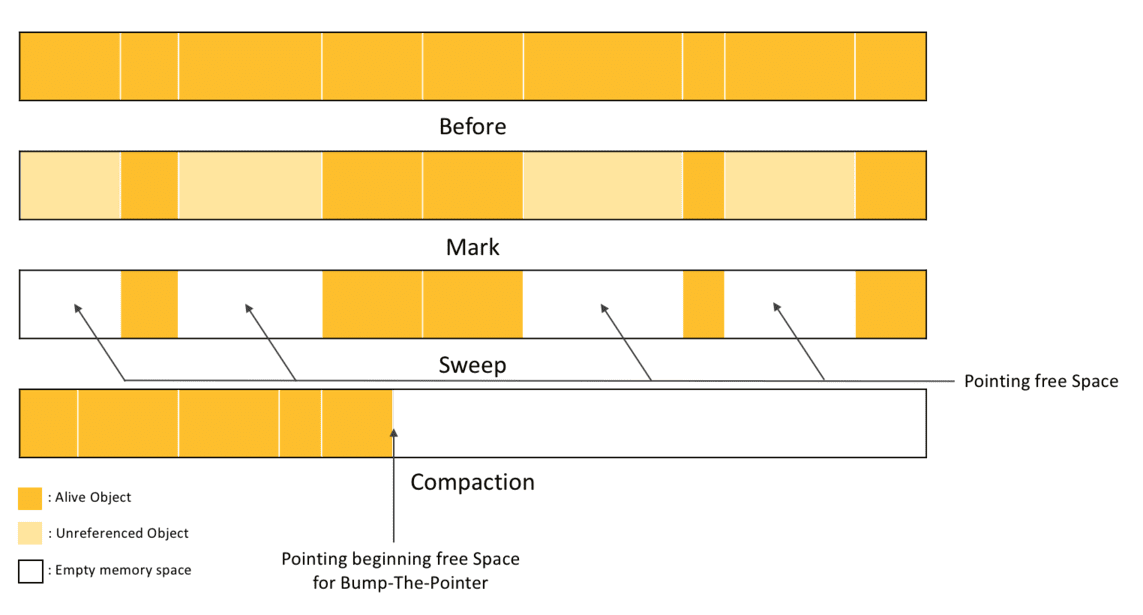 Before
Mark
Sweep
Pointing free Space
Compaction
: Alive Object
: Unreferenced Object
: Empty memory space
Pointing beginning free Space
for Bump-The-Pointer